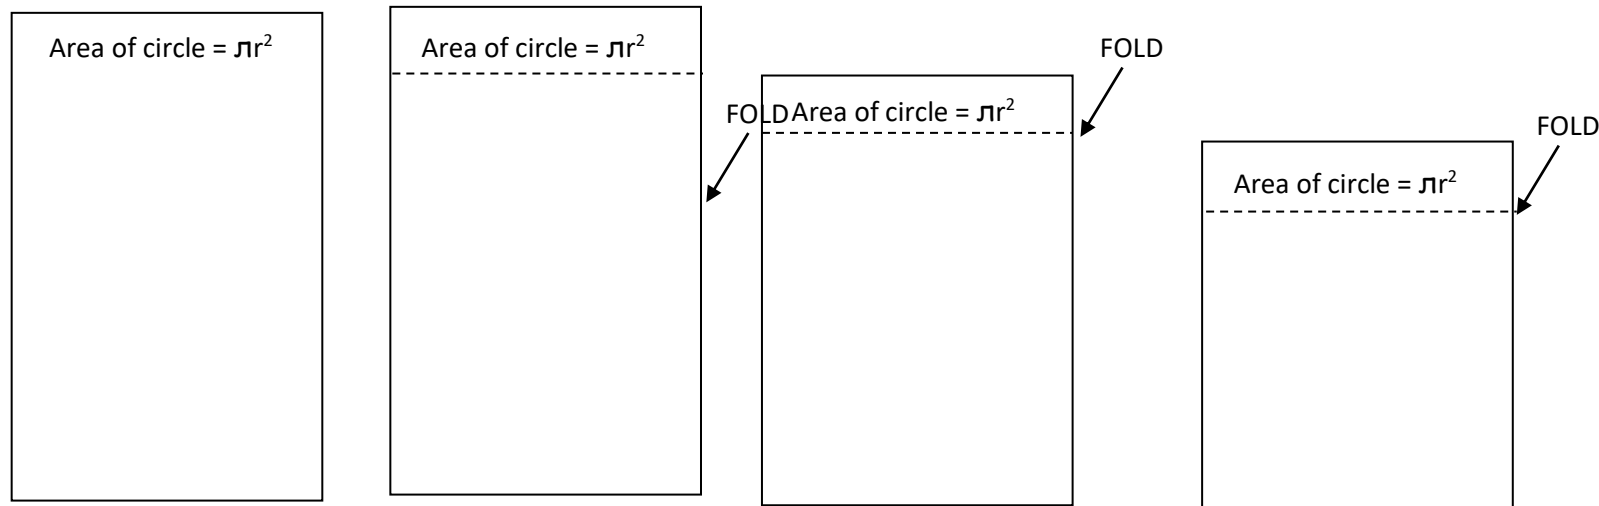 Area of circle = лr²
Area of circle = лr²
FOLD
Area of circle = лr²
FOLD
Area of circle = лr²
FOLD